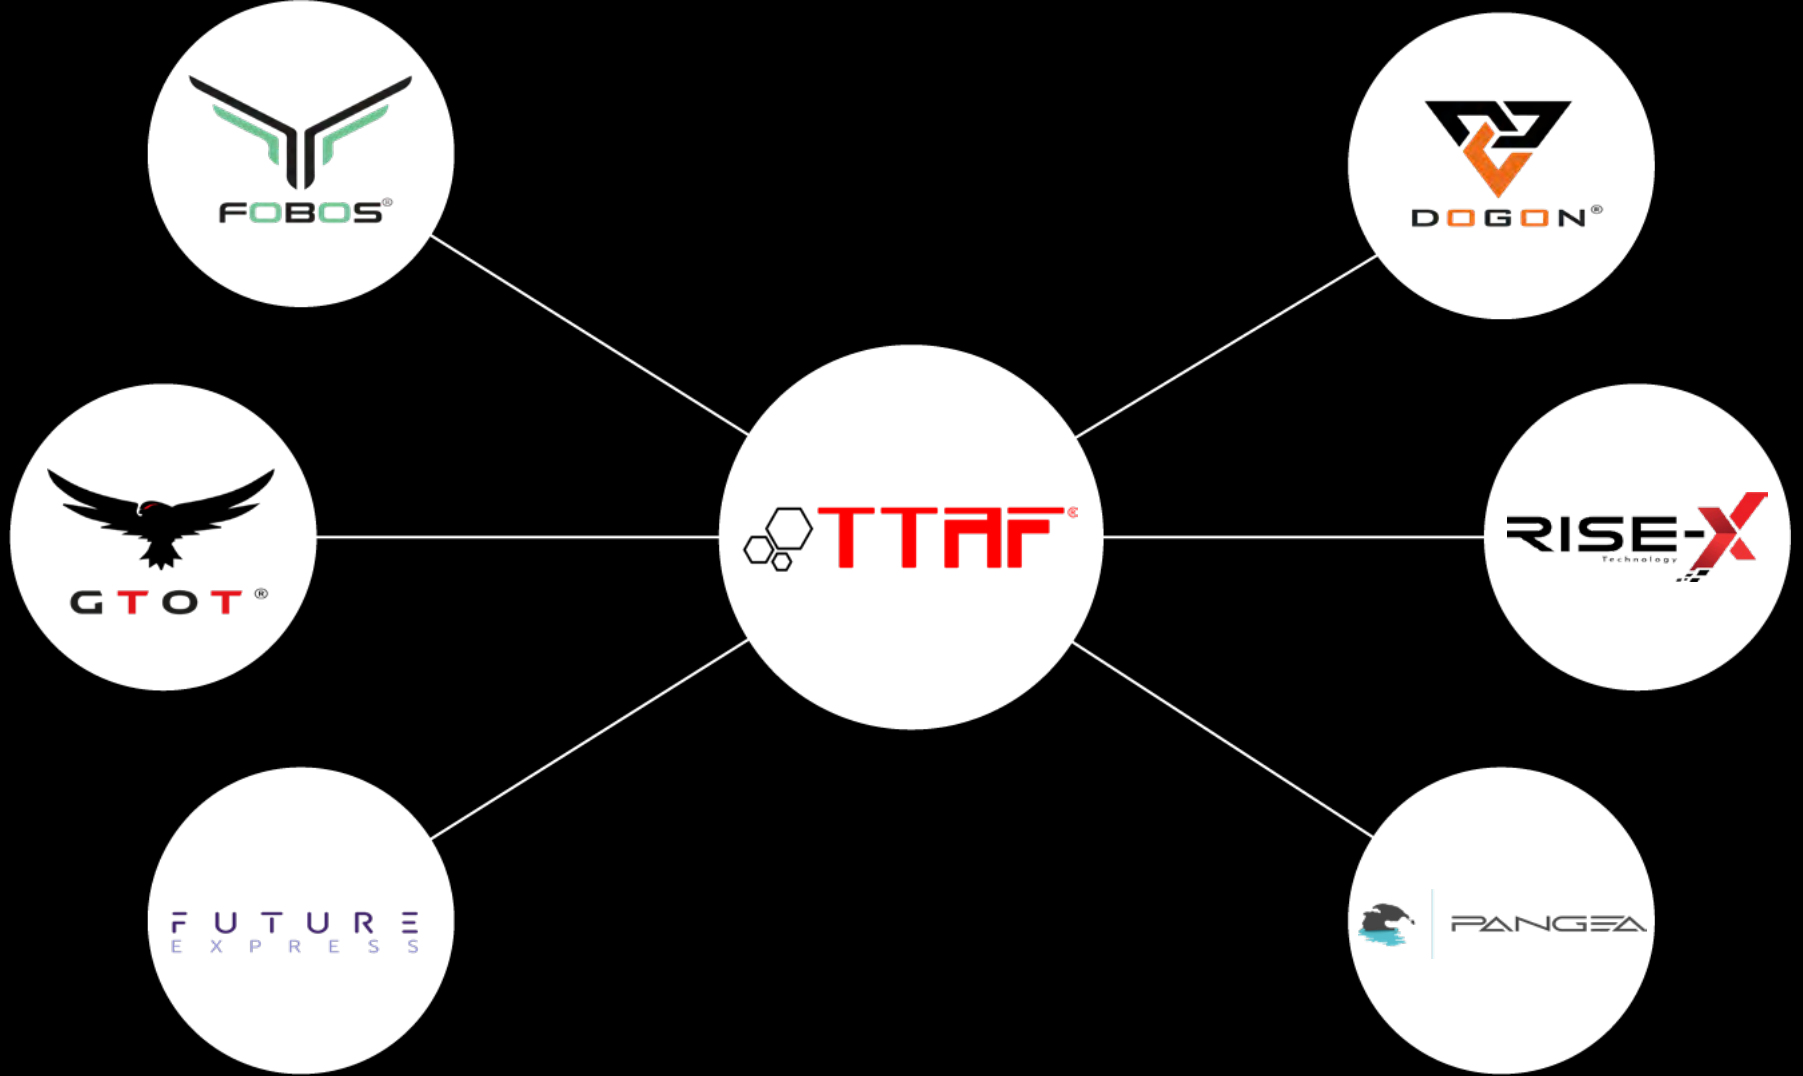 FOBOS®
DOGON®
GTOT®
TTAF
RISE-X
Technology
FUTURE
EXPRESS
PANGEA